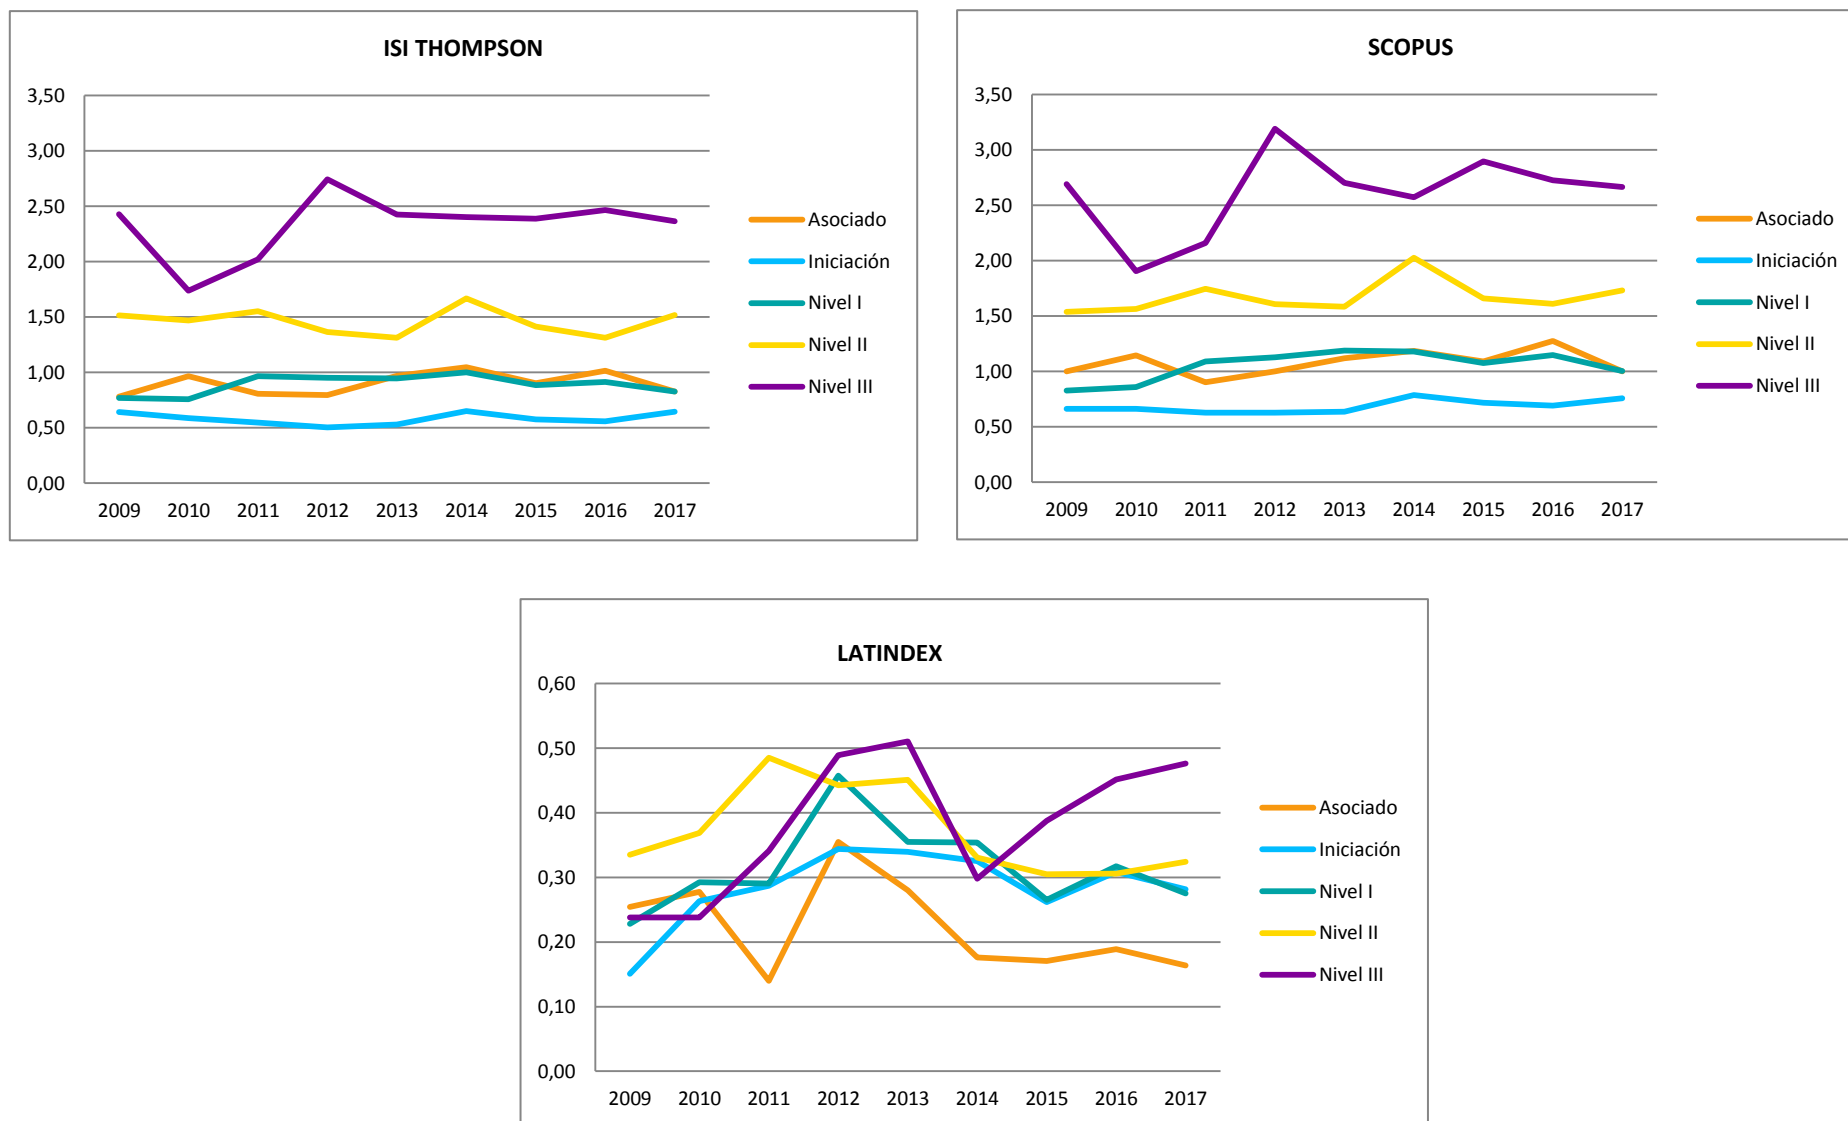 ISI THOMPSON
3,50
3,00
2,50
2,00
1,50
1,00
0,50
0,00
2009 2010 2011 2012 2013 2014 2015 2016 2017
Asociado
Iniciación
Nivel I
Nivel II
Nivel III
SCOPUS
3,50
3,00
2,50
2,00
1,50
1,00
0,50
0,00
2009 2010 2011 2012 2013 2014 2015 2016 2017
Asociado
Iniciación
Nivel I
Nivel II
Nivel III
LATINDEX
0,60
0,50
0,40
0,30
0,20
0,10
0,00
2009 2010 2011 2012 2013 2014 2015 2016 2017
Asociado
Iniciación
Nivel I
Nivel II
Nivel III